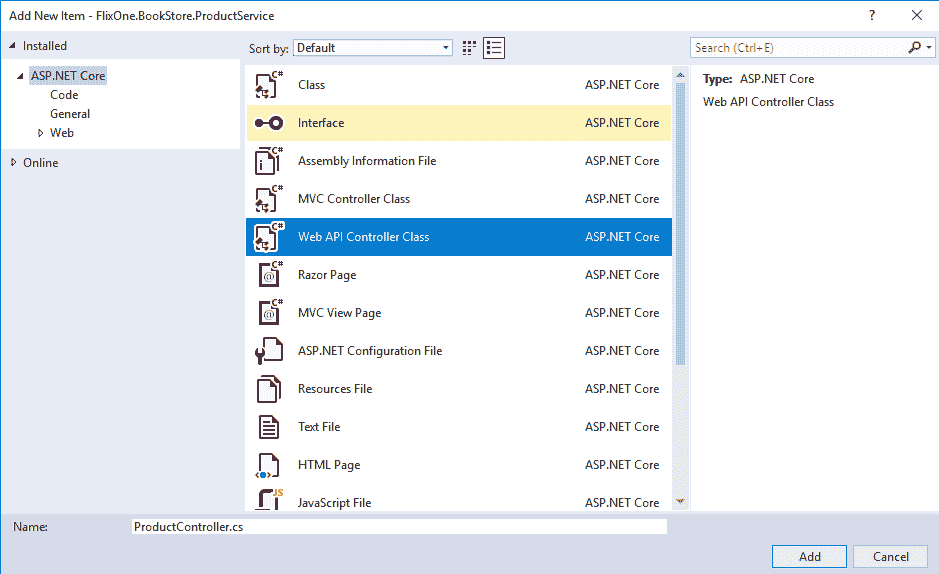 Add New Item - FlixOne.BookStore.ProductService
?
Installed
Sort by: Default
Search (Ctrl+E)
ASP.NET Core
Code
General
Web
Online
C# Class ASP.NET Core
Interface ASP.NET Core
C# Assembly Information File ASP.NET Core
C# MVC Controller Class ASP.NET Core
C# Web API Controller Class ASP.NET Core
C# @ Razor Page ASP.NET Core
C# @ MVC View Page ASP.NET Core
ASP.NET Configuration File ASP.NET Core
Resources File ASP.NET Core
Text File ASP.NET Core
HTML Page ASP.NET Core
JS JavaScript File ASP.NET Core
Type: ASP.NET Core
Web API Controller Class
Name: ProductController.cs
Add Cancel